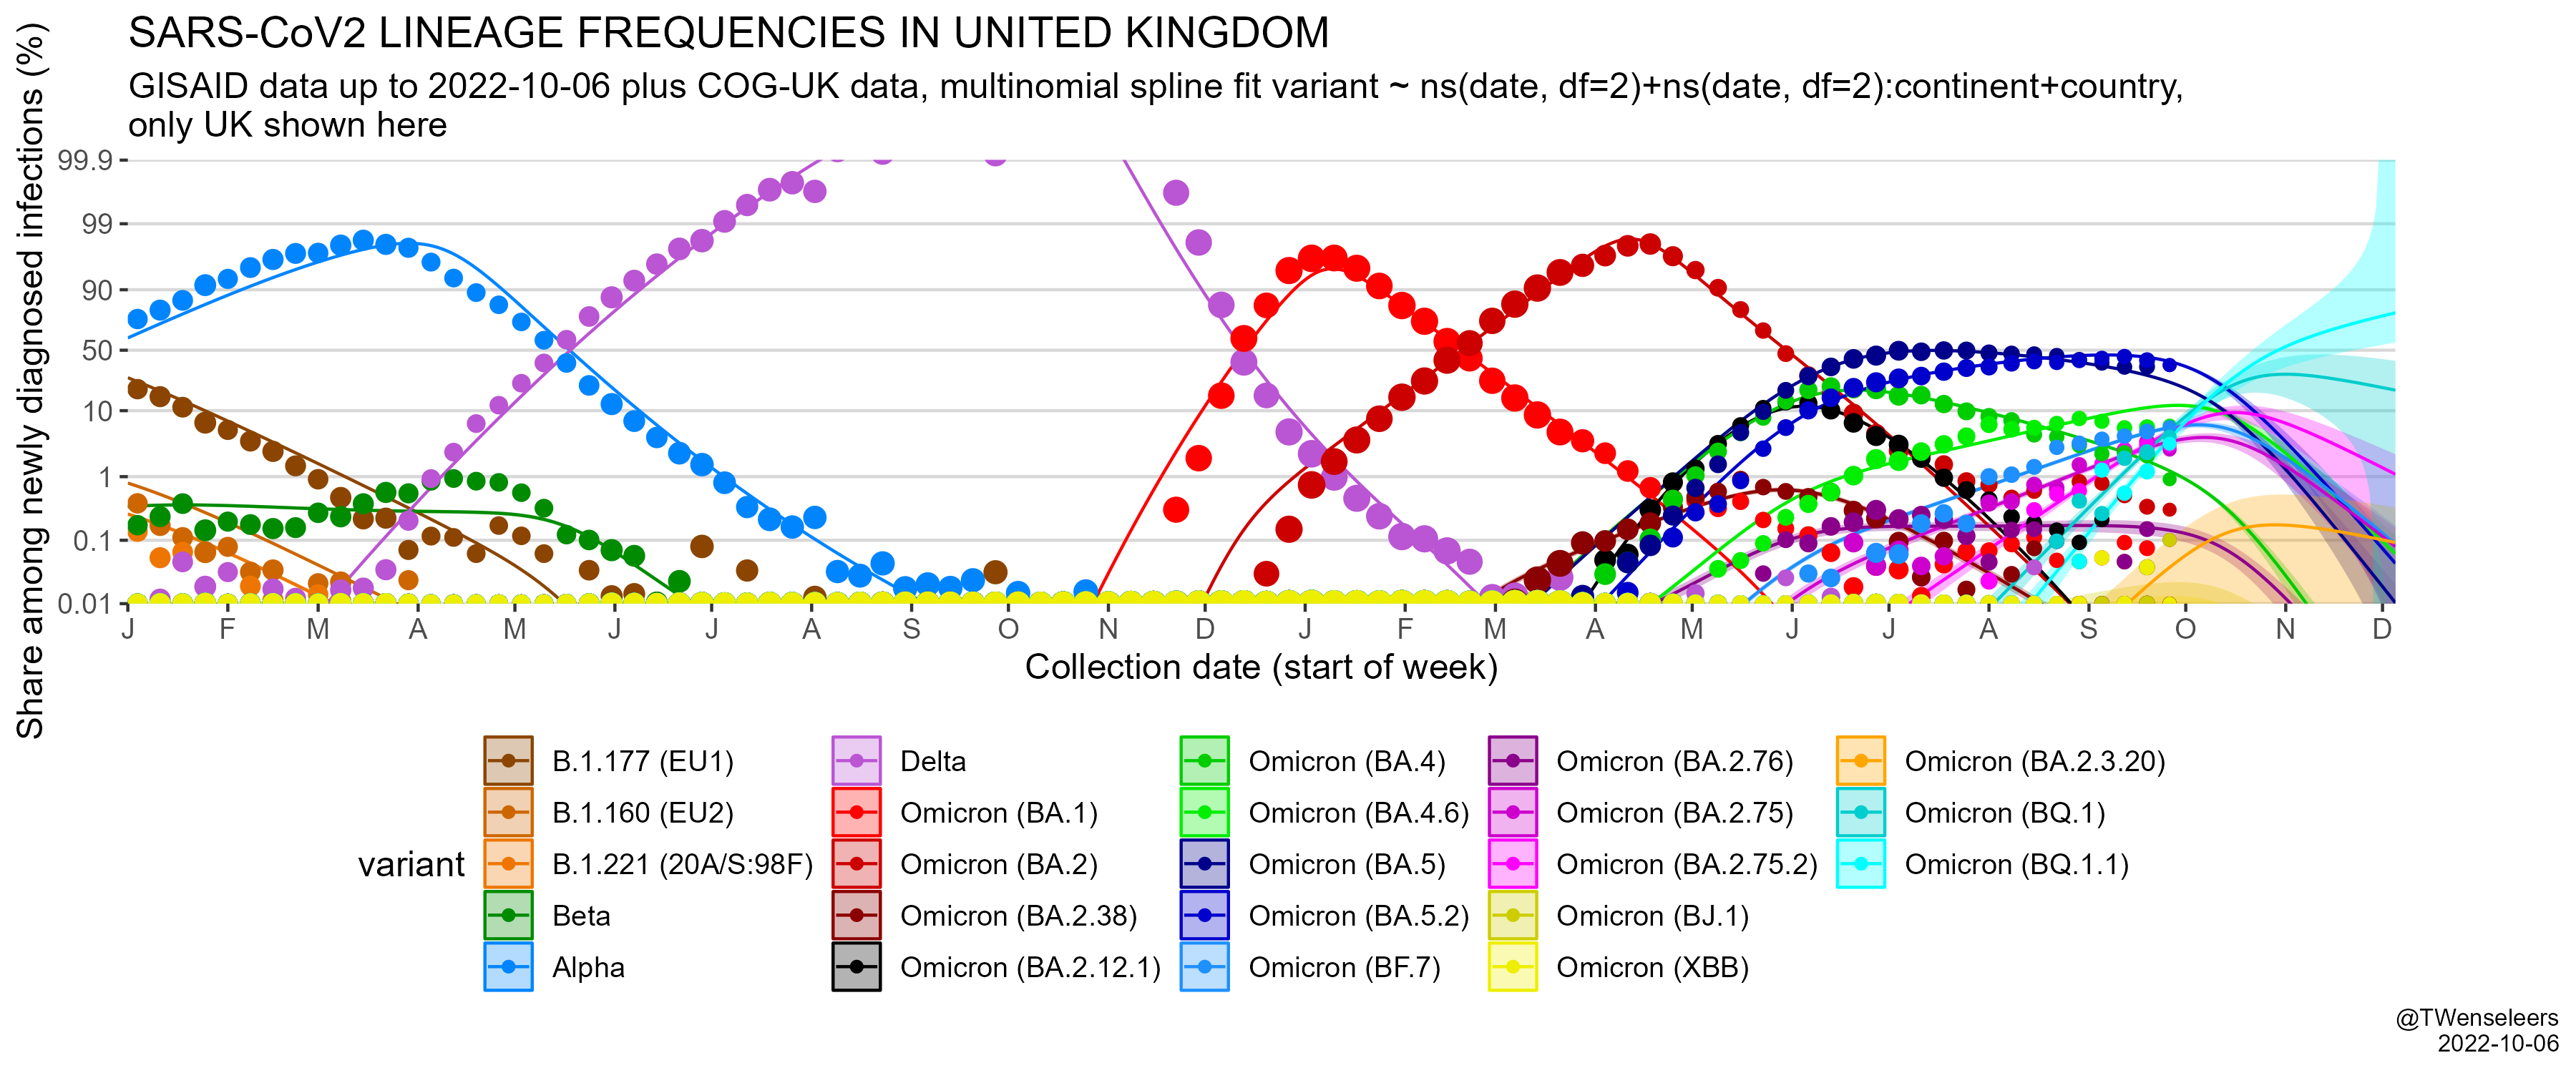 SARS-CoV2 LINEAGE FREQUENCIES IN UNITED KINGDOM
GISAID data up to 2022-10-06 plus COG-UK data, multinomial spline fit variant ~ ns(date, df=2)+ns(date, df=2):continent+country,
only UK shown here
Share among newly diagnosed infections (%)
99.9
99
90
50
10
1
0.1
0.01
J F M A M J J A S O N D J F M A M J J A S O N D
Collection date (start of week)
variant
B.1.177 (EU1)
B.1.160 (EU2)
B.1.221 (20A/S:98F)
Beta
Alpha
Delta
Omicron (BA.1)
Omicron (BA.2)
Omicron (BA.2.38)
Omicron (BA.2.12.1)
Omicron (BA.4)
Omicron (BA.4.6)
Omicron (BA.5)
Omicron (BA.5.2)
Omicron (BF.7)
Omicron (BA.2.76)
Omicron (BA.2.75)
Omicron (BA.2.75.2)
Omicron (BJ.1)
Omicron (XBB)
Omicron (BA.2.3.20)
Omicron (BQ.1)
Omicron (BQ.1.1)
@TWenseleers
2022-10-06